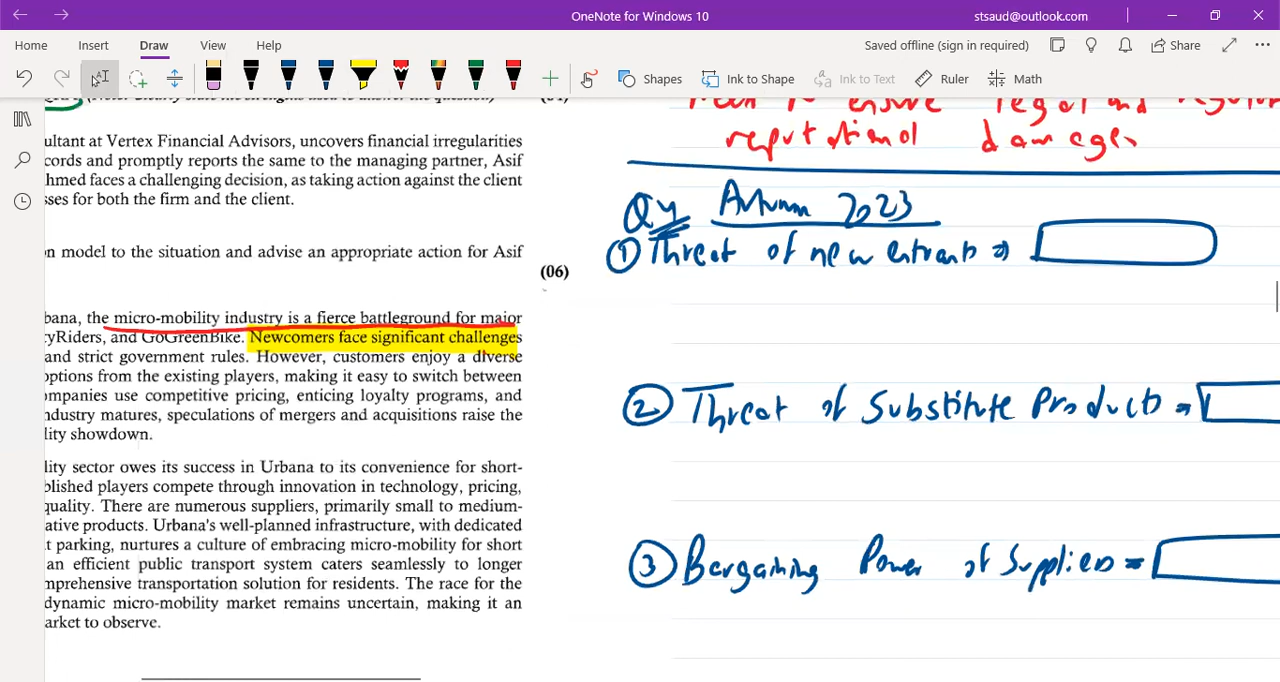 OneNote for Windows 10
stsaud@outlook.com
Home Insert Draw View Help
Saved offline (sign in required) Share
Shapes Ink to Shape Ink to Text Ruler Math
ultant at Vertex Financial Advisors, uncovers financial irregularities
cords and promptly reports the same to the managing partner, Asif
hmed faces a challenging decision, as taking action against the client
sses for both the firm and the client.
n model to the situation and advise an appropriate action for Asif
(06)
bana, the micro-mobility industry is a fierce battleground for major
yRiders, and GoGreenBike. Newcomers face significant challenges
and strict government rules. However, customers enjoy a diverse
options from the existing players, making it easy to switch between
ompanies use competitive pricing, enticing loyalty programs, and
ndustry matures, speculations of mergers and acquisitions raise the
lity showdown.
lity sector owes its success in Urbana to its convenience for short-
blished players compete through innovation in technology, pricing,
quality. There are numerous suppliers, primarily small to medium-
ative products. Urbana's well-planned infrastructure, with dedicated
t parking, nurtures a culture of embracing micro-mobility for short
an efficient public transport system caters seamlessly to longer
mprehensive transportation solution for residents. The race for the
dynamic micro-mobility market remains uncertain, making it an
arket to observe.
to ensure legal and
reputional damages
Q4 Autumn 2023
① Threat of new entrants ⇒
② Threat of Substitute Products =
③ Bargaining Power of Suppliers =